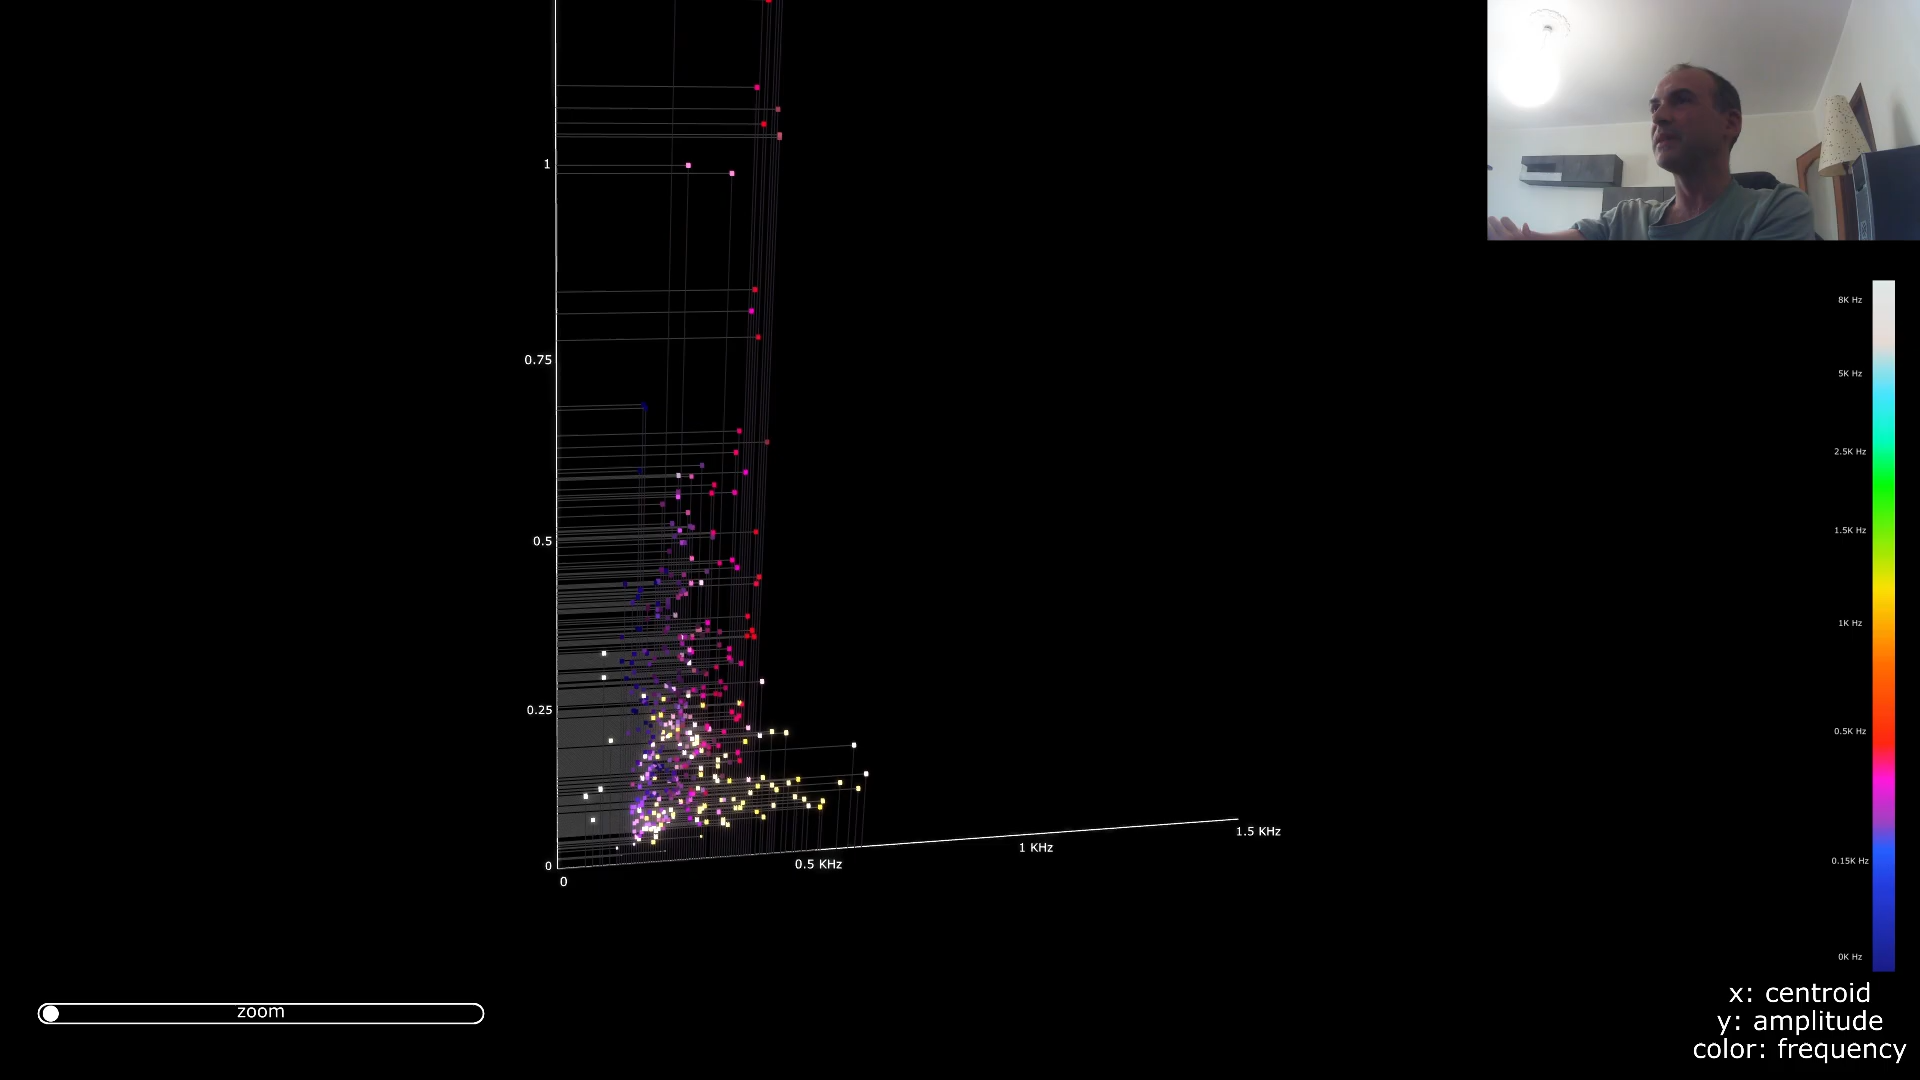 1
0.75
0.5
0.25
0
0
0.5 KHz
1 KHz
1.5 KHz
8K Hz
5K Hz
2.5K Hz
1.5K Hz
1K Hz
0.5K Hz
0.15K Hz
0K Hz
zoom
x: centroid
y: amplitude
color: frequency